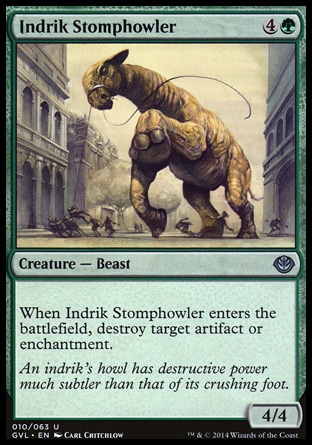 Indrik Stomphowler 4
Creature — Beast
When Indrik Stomphowler enters the
battlefield, destroy target artifact or
enchantment.
An indrik's howl has destructive power
much subtler than that of its crushing foot.
4/4
010/063 U
GVL • EN Carl Critchlow
™ & © 2014 Wizards of the Coast